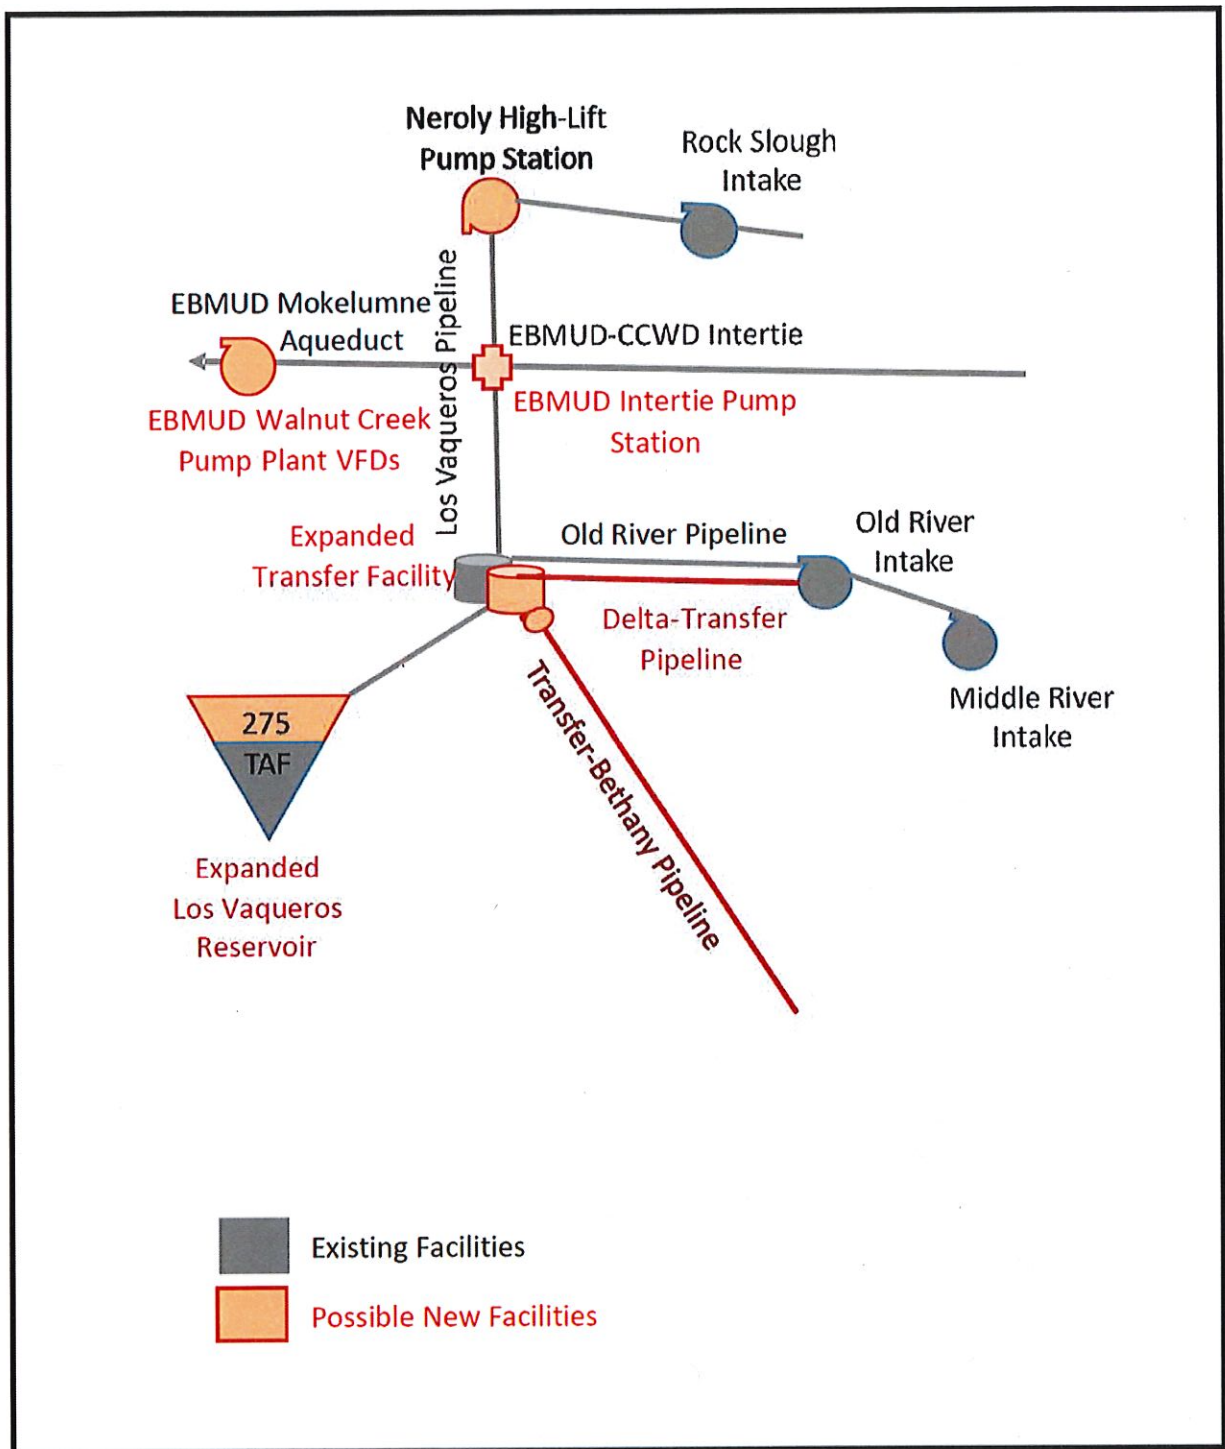 Neroly High-Lift
Pump Station
Rock Slough
Intake
EBMUD Mokelumne
Aqueduct
Los Vaqueros Pipeline
EBMUD-CCWD Intertie
EBMUD Walnut Creek
Pump Plant VFDs
EBMUD Intertie Pump
Station
Expanded
Transfer Facility
Old River Pipeline
Old River
Intake
Delta-Transfer
Pipeline
Middle River
Intake
Transfer-Bethany Pipeline
275
TAF
Expanded
Los Vaqueros
Reservoir
Existing Facilities
Possible New Facilities